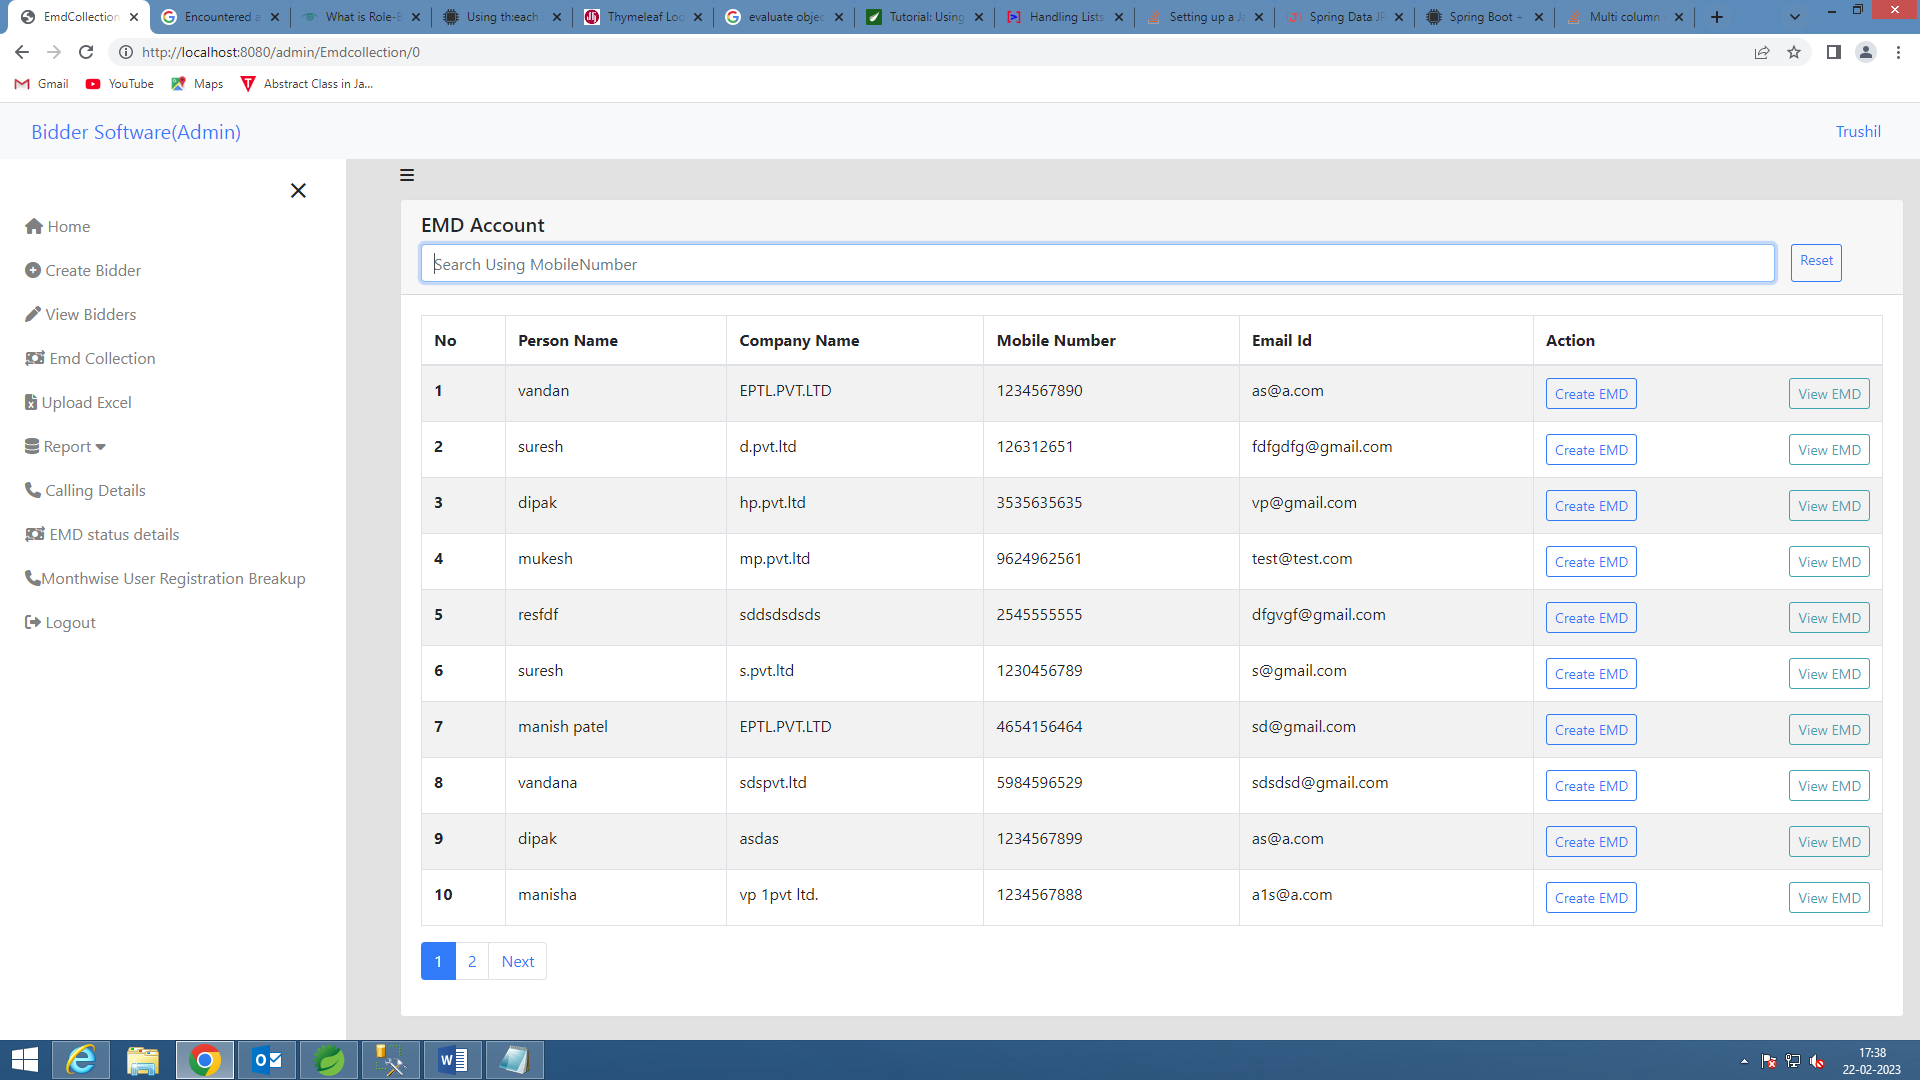 EmdCollection
Encountered a
What is Role-B
Using th:each
Thymeleaf Loo
evaluate objec
Tutorial: Using
Handling Lists
Setting up a Ja
Spring Data JP
Spring Boot +
Multi column
http://localhost:8080/admin/Emdcollection/0
Gmail YouTube Maps Abstract Class in Ja...
Bidder Software(Admin) Trushil
Home
Create Bidder
View Bidders
Emd Collection
Upload Excel
Report
Calling Details
EMD status details
Monthwise User Registration Breakup
Logout
EMD Account
Search Using MobileNumber Reset
No Person Name Company Name Mobile Number Email Id Action
1 vandan EPTL.PVT.LTD 1234567890 as@a.com Create EMD View EMD
2 suresh d.pvt.ltd 126312651 fdfgdfg@gmail.com Create EMD View EMD
3 dipak hp.pvt.ltd 3535635635 vp@gmail.com Create EMD View EMD
4 mukesh mp.pvt.ltd 9624962561 test@test.com Create EMD View EMD
5 resfdf sddsdsdsds 2545555555 dfgvgf@gmail.com Create EMD View EMD
6 suresh s.pvt.ltd 1230456789 s@gmail.com Create EMD View EMD
7 manish patel EPTL.PVT.LTD 4654156464 sd@gmail.com Create EMD View EMD
8 vandana sdspvt.ltd 5984596529 sdsdsd@gmail.com Create EMD View EMD
9 dipak asdas 1234567899 as@a.com Create EMD View EMD
10 manisha vp 1pvt ltd. 1234567888 a1s@a.com Create EMD View EMD
1 2 Next
17:38
22-02-2023